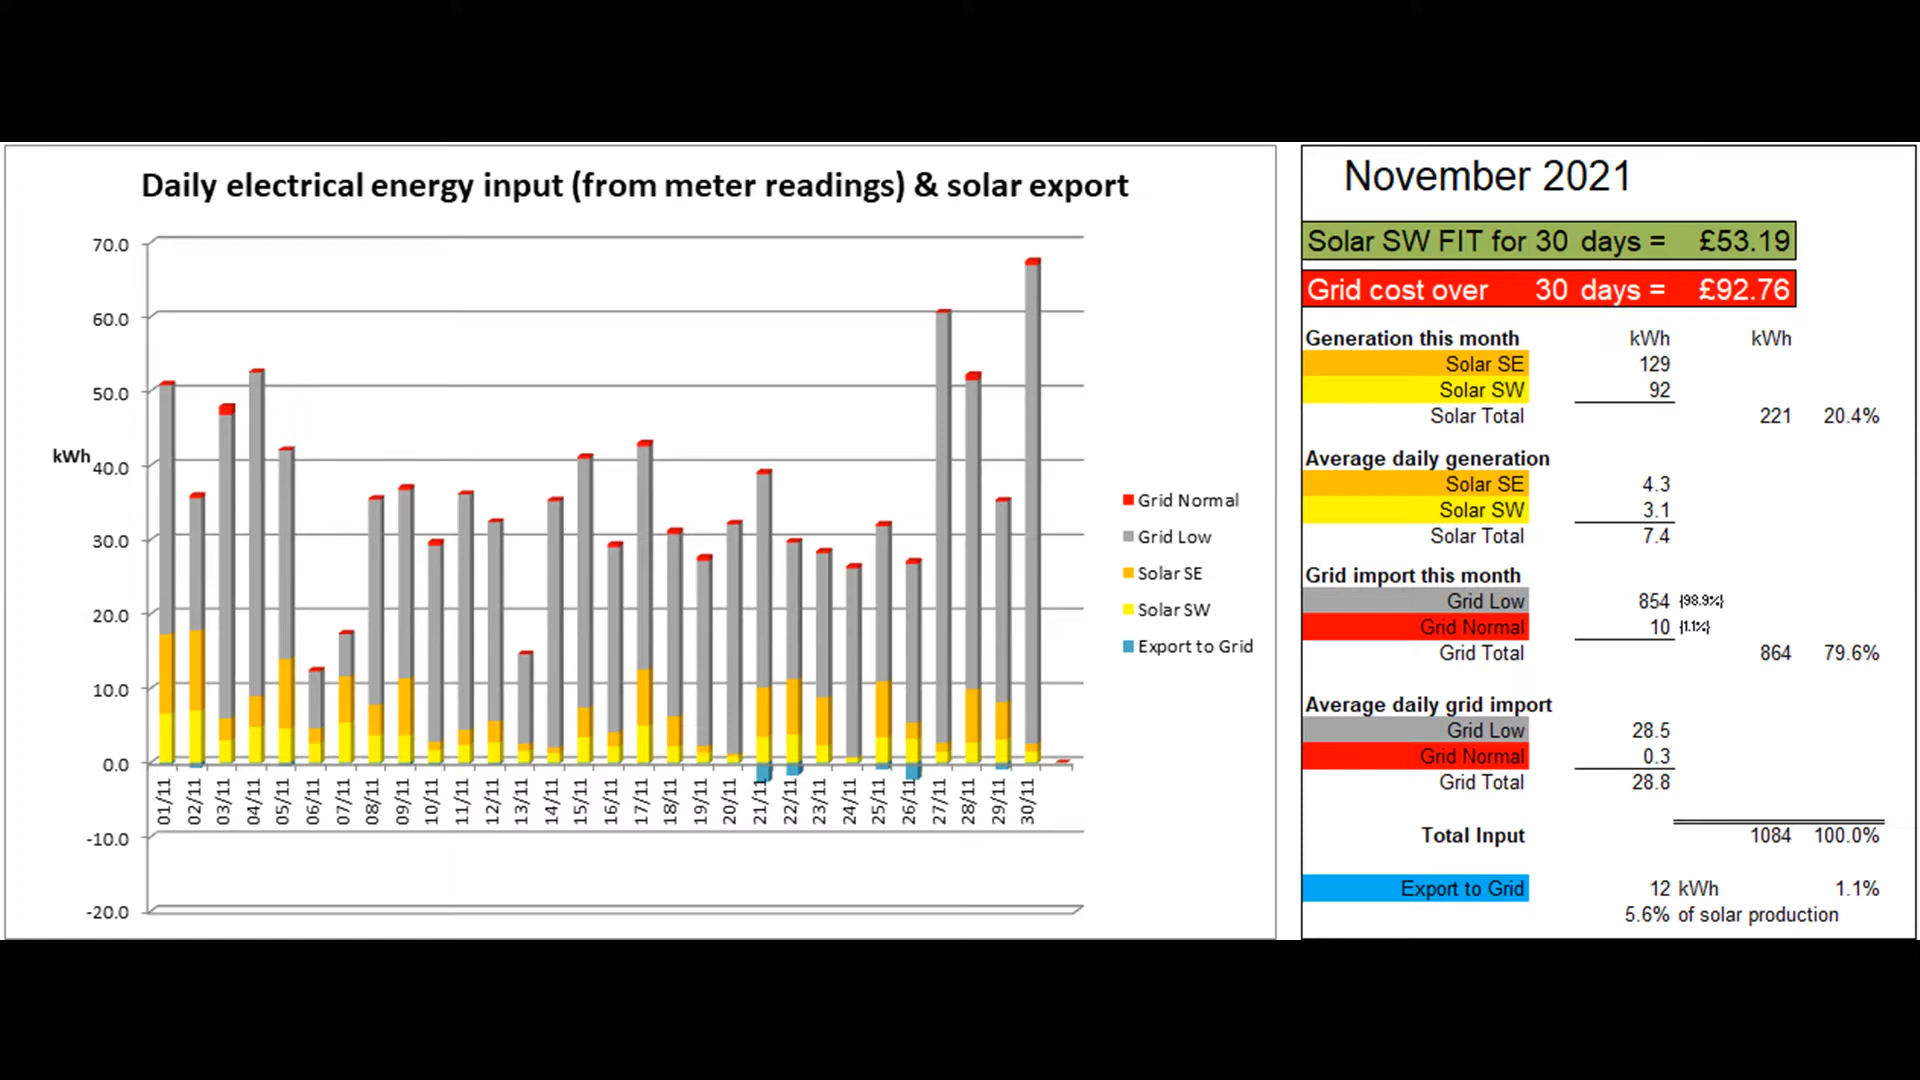 Daily electrical energy input (from meter readings) & solar export
70.0
60.0
50.0
kWh
40.0
30.0
20.0
10.0
0.0
-10.0
-20.0
01/11
02/11
03/11
04/11
05/11
06/11
07/11
08/11
09/11
10/11
11/11
12/11
13/11
14/11
15/11
16/11
17/11
18/11
19/11
20/11
21/11
22/11
23/11
24/11
25/11
26/11
27/11
28/11
29/11
30/11
Grid Normal
Grid Low
Solar SE
Solar SW
Export to Grid
November 2021
Solar SW FIT for 30 days = £53.19
Grid cost over 30 days = £92.76
Generation this month kWh kWh
Solar SE 129
Solar SW 92
Solar Total 221 20.4%
Average daily generation
Solar SE 4.3
Solar SW 3.1
Solar Total 7.4
Grid import this month
Grid Low 854 {98.9%}
Grid Normal 10 {1.1%}
Grid Total 864 79.6%
Average daily grid import
Grid Low 28.5
Grid Normal 0.3
Grid Total 28.8
Total Input 1084 100.0%
Export to Grid 12 kWh 1.1%
5.6% of solar production